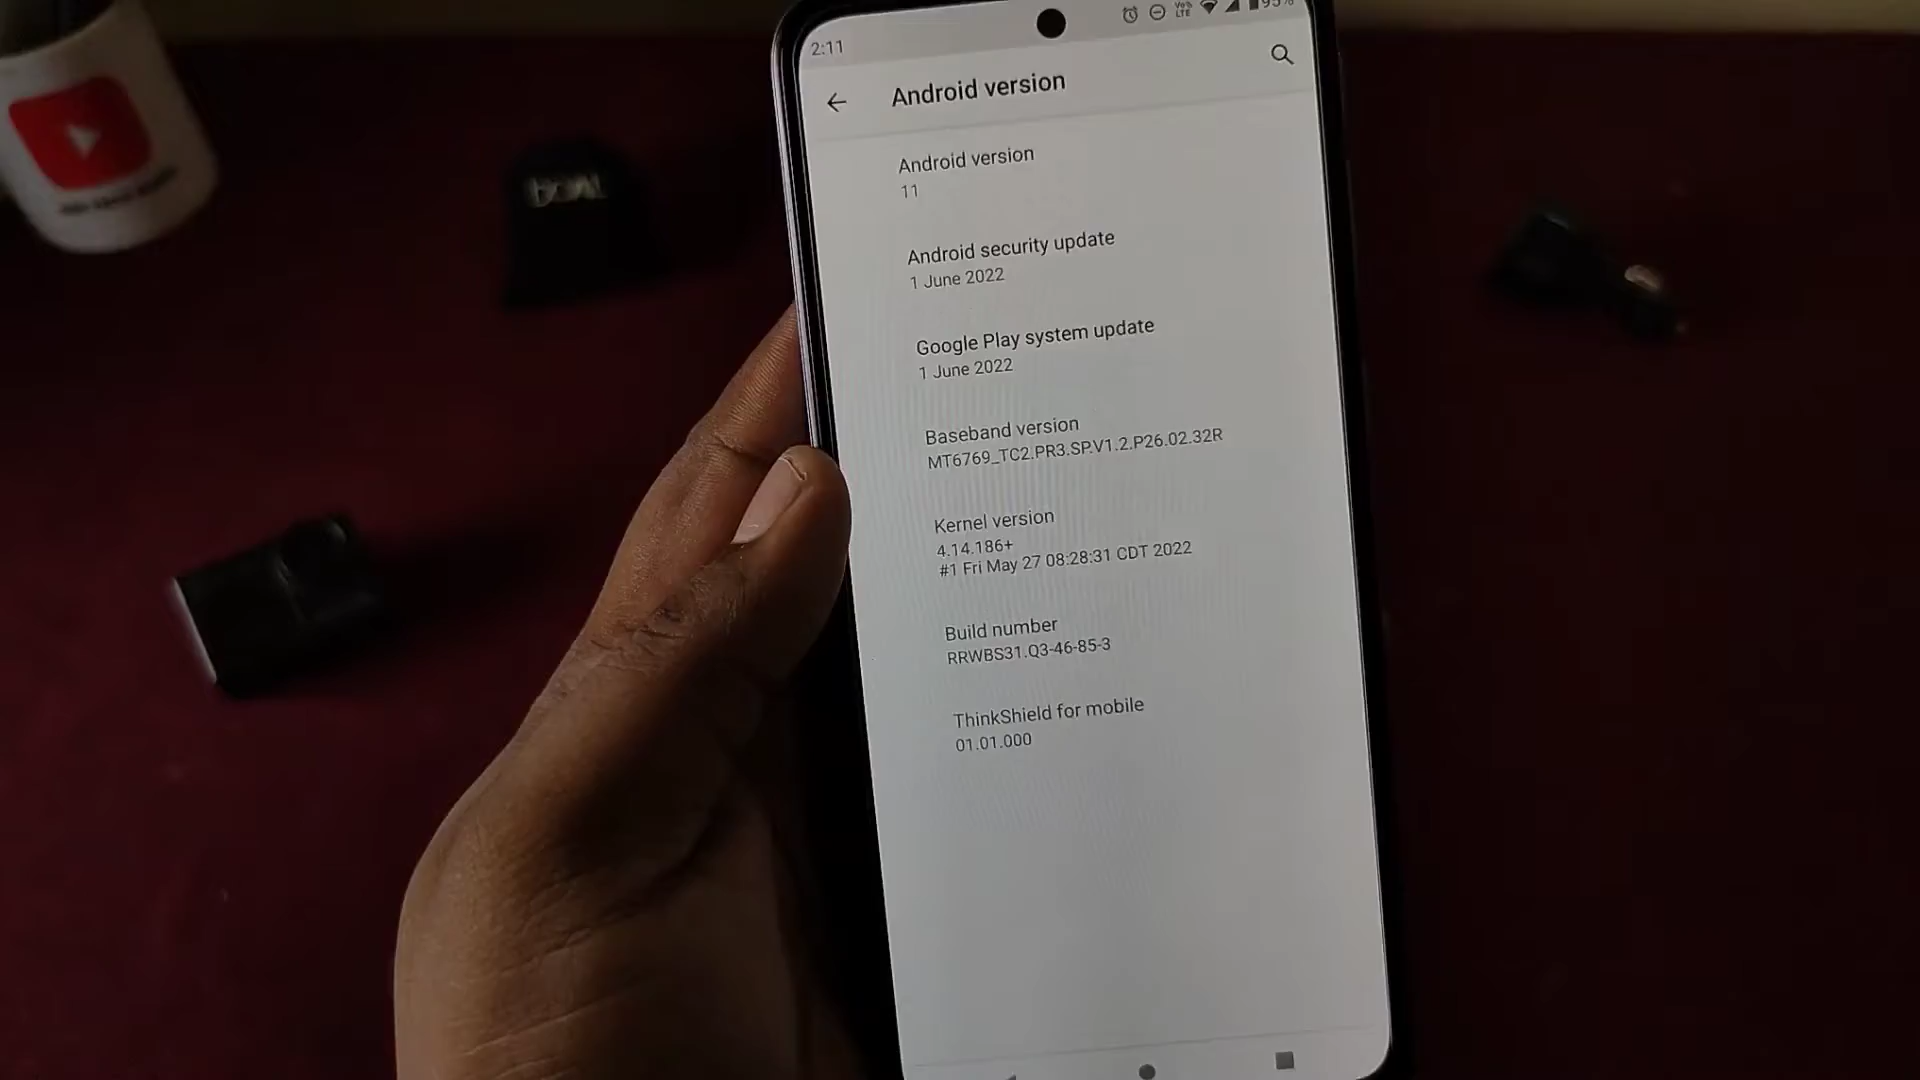 2:11
Vo
LTE
95%
Android version
Android version
11
Android security update
1 June 2022
Google Play system update
1 June 2022
Baseband version
MT6769_TC2.PR3.SP.V1.2.P26.02.32R
Kernel version
4.14.186+
#1 Fri May 27 08:28:31 CDT 2022
Build number
RRWBS31.Q3-46-85-3
ThinkShield for mobile
01.01.000